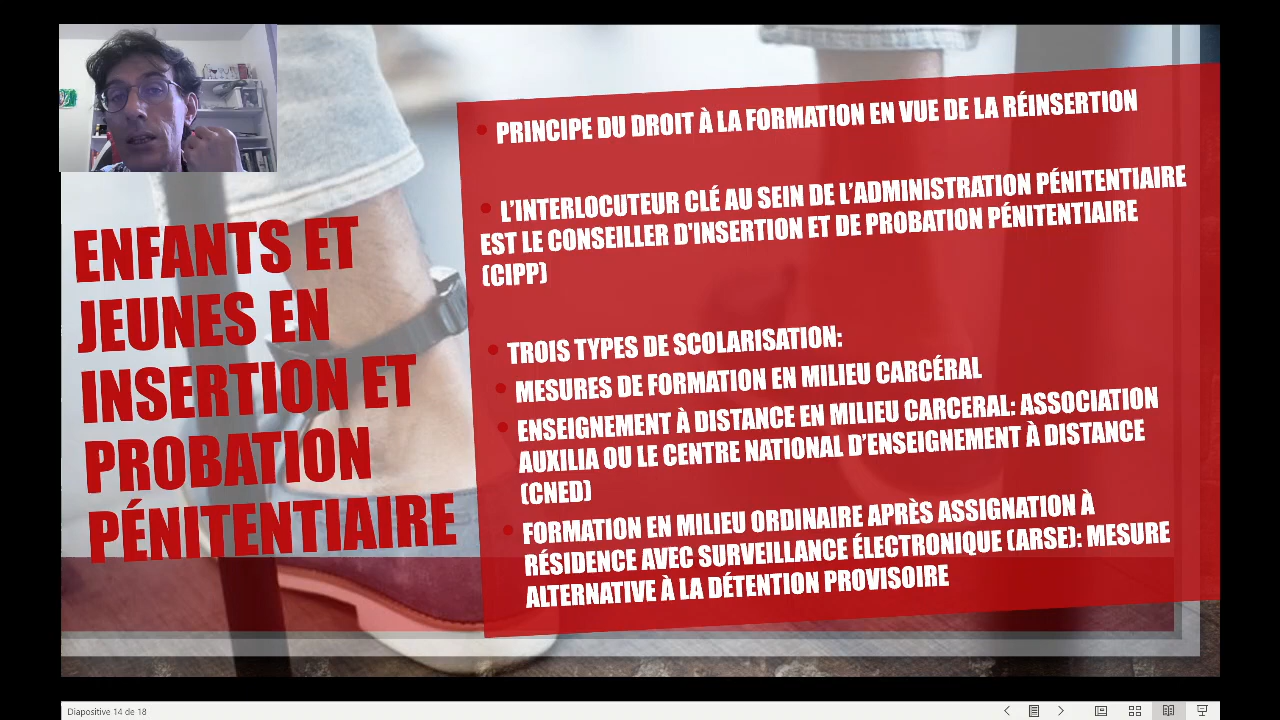 ENFANTS ET
JEUNES EN
INSERTION ET
PROBATION
PÉNITENTIAIRE
• PRINCIPE DU DROIT À LA FORMATION EN VUE DE LA RÉINSERTION
• L'INTERLOCUTEUR CLÉ AU SEIN DE L'ADMINISTRATION PÉNITENTIAIRE
EST LE CONSEILLER D'INSERTION ET DE PROBATION PÉNITENTIAIRE
(CIPP)
• TROIS TYPES DE SCOLARISATION:
• MESURES DE FORMATION EN MILIEU CARCÉRAL
• ENSEIGNEMENT À DISTANCE EN MILIEU CARCERAL: ASSOCIATION
AUXILIA OU LE CENTRE NATIONAL D'ENSEIGNEMENT À DISTANCE
(CNED)
• FORMATION EN MILIEU ORDINAIRE APRÈS ASSIGNATION À
RÉSIDENCE AVEC SURVEILLANCE ÉLECTRONIQUE (ARSE): MESURE
ALTERNATIVE À LA DÉTENTION PROVISOIRE
Diapositive 14 de 18